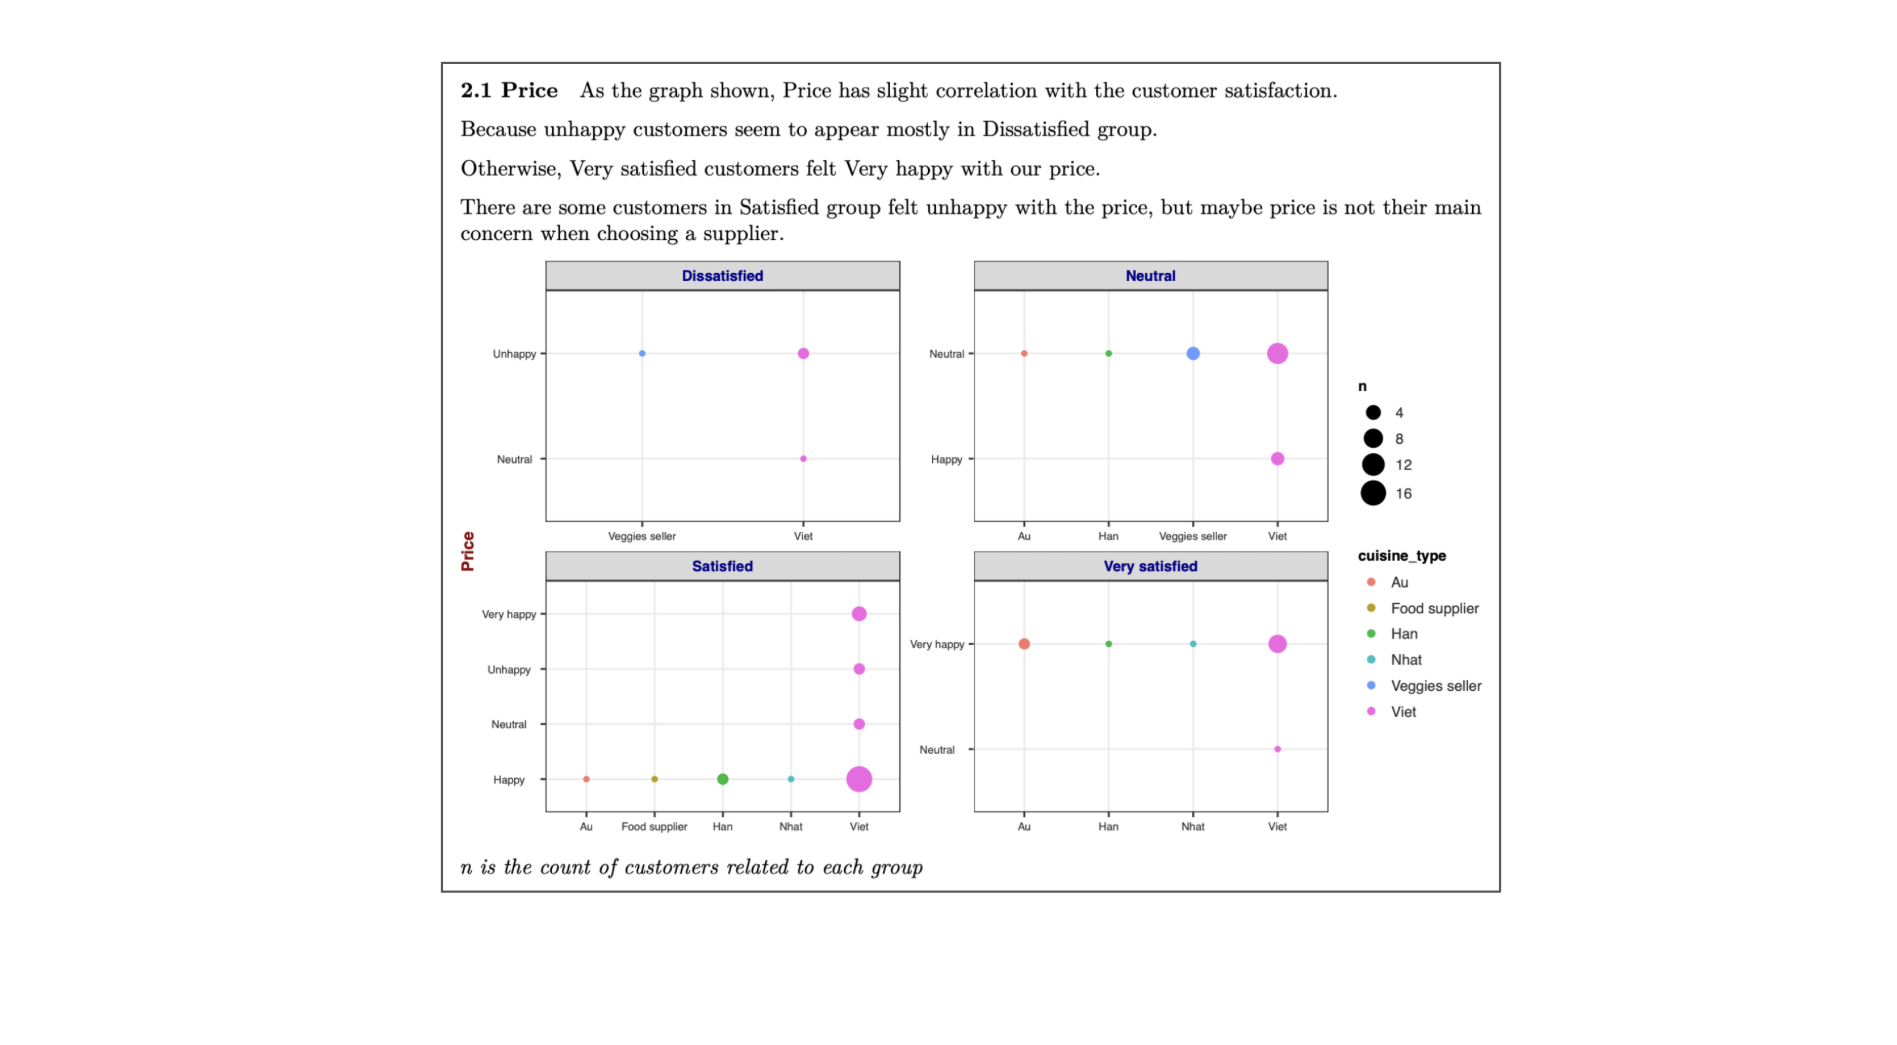 2.1 Price As the graph shown, Price has slight correlation with the customer satisfaction.
Because unhappy customers seem to appear mostly in Dissatisfied group.
Otherwise, Very satisfied customers felt Very happy with our price.
There are some customers in Satisfied group felt unhappy with the price, but maybe price is not their main
concern when choosing a supplier.
Price
Dissatisfied
Unhappy
Neutral
Veggies seller Viet
Neutral
Neutral
Happy
Au Han Veggies seller Viet
Satisfied
Very happy
Unhappy
Neutral
Happy
Au Food supplier Han Nhat Viet
Very satisfied
Very happy
Neutral
Au Han Nhat Viet
n
4
8
12
16
cuisine_type
Au
Food supplier
Han
Nhat
Veggies seller
Viet
n is the count of customers related to each group